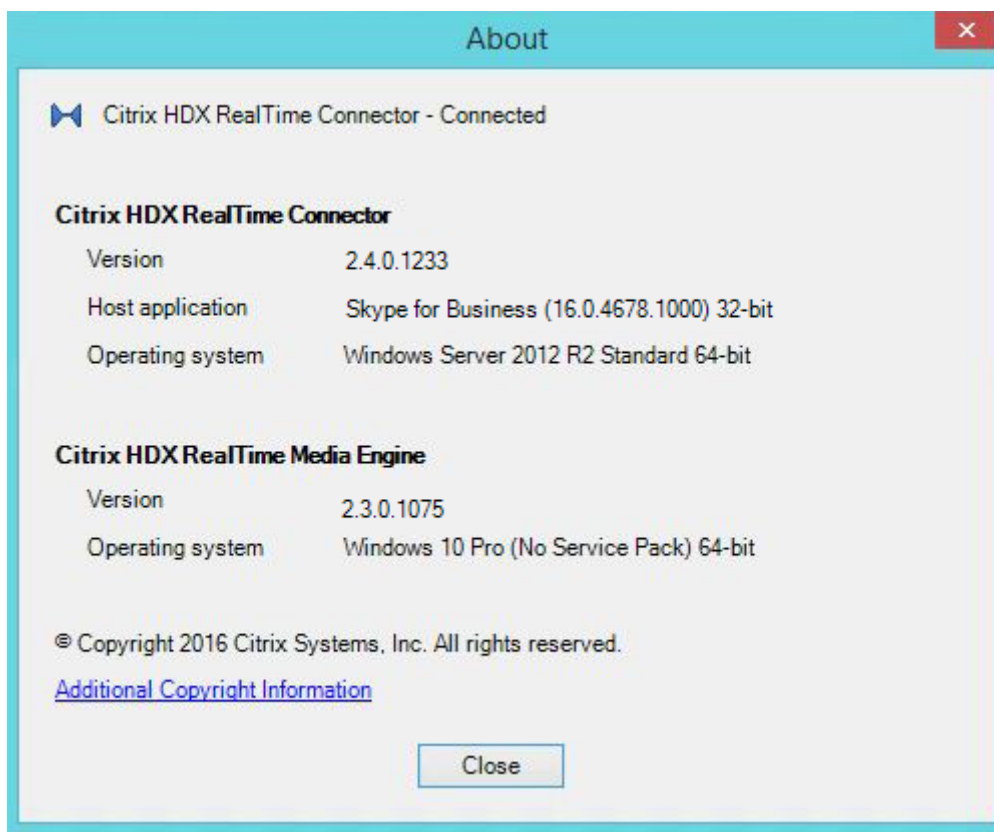 About
Citrix HDX RealTime Connector - Connected
Citrix HDX RealTime Connector
Version 2.4.0.1233
Host application Skype for Business (16.0.4678.1000) 32-bit
Operating system Windows Server 2012 R2 Standard 64-bit
Citrix HDX RealTime Media Engine
Version 2.3.0.1075
Operating system Windows 10 Pro (No Service Pack) 64-bit
© Copyright 2016 Citrix Systems, Inc. All rights reserved.
Additional Copyright Information
Close